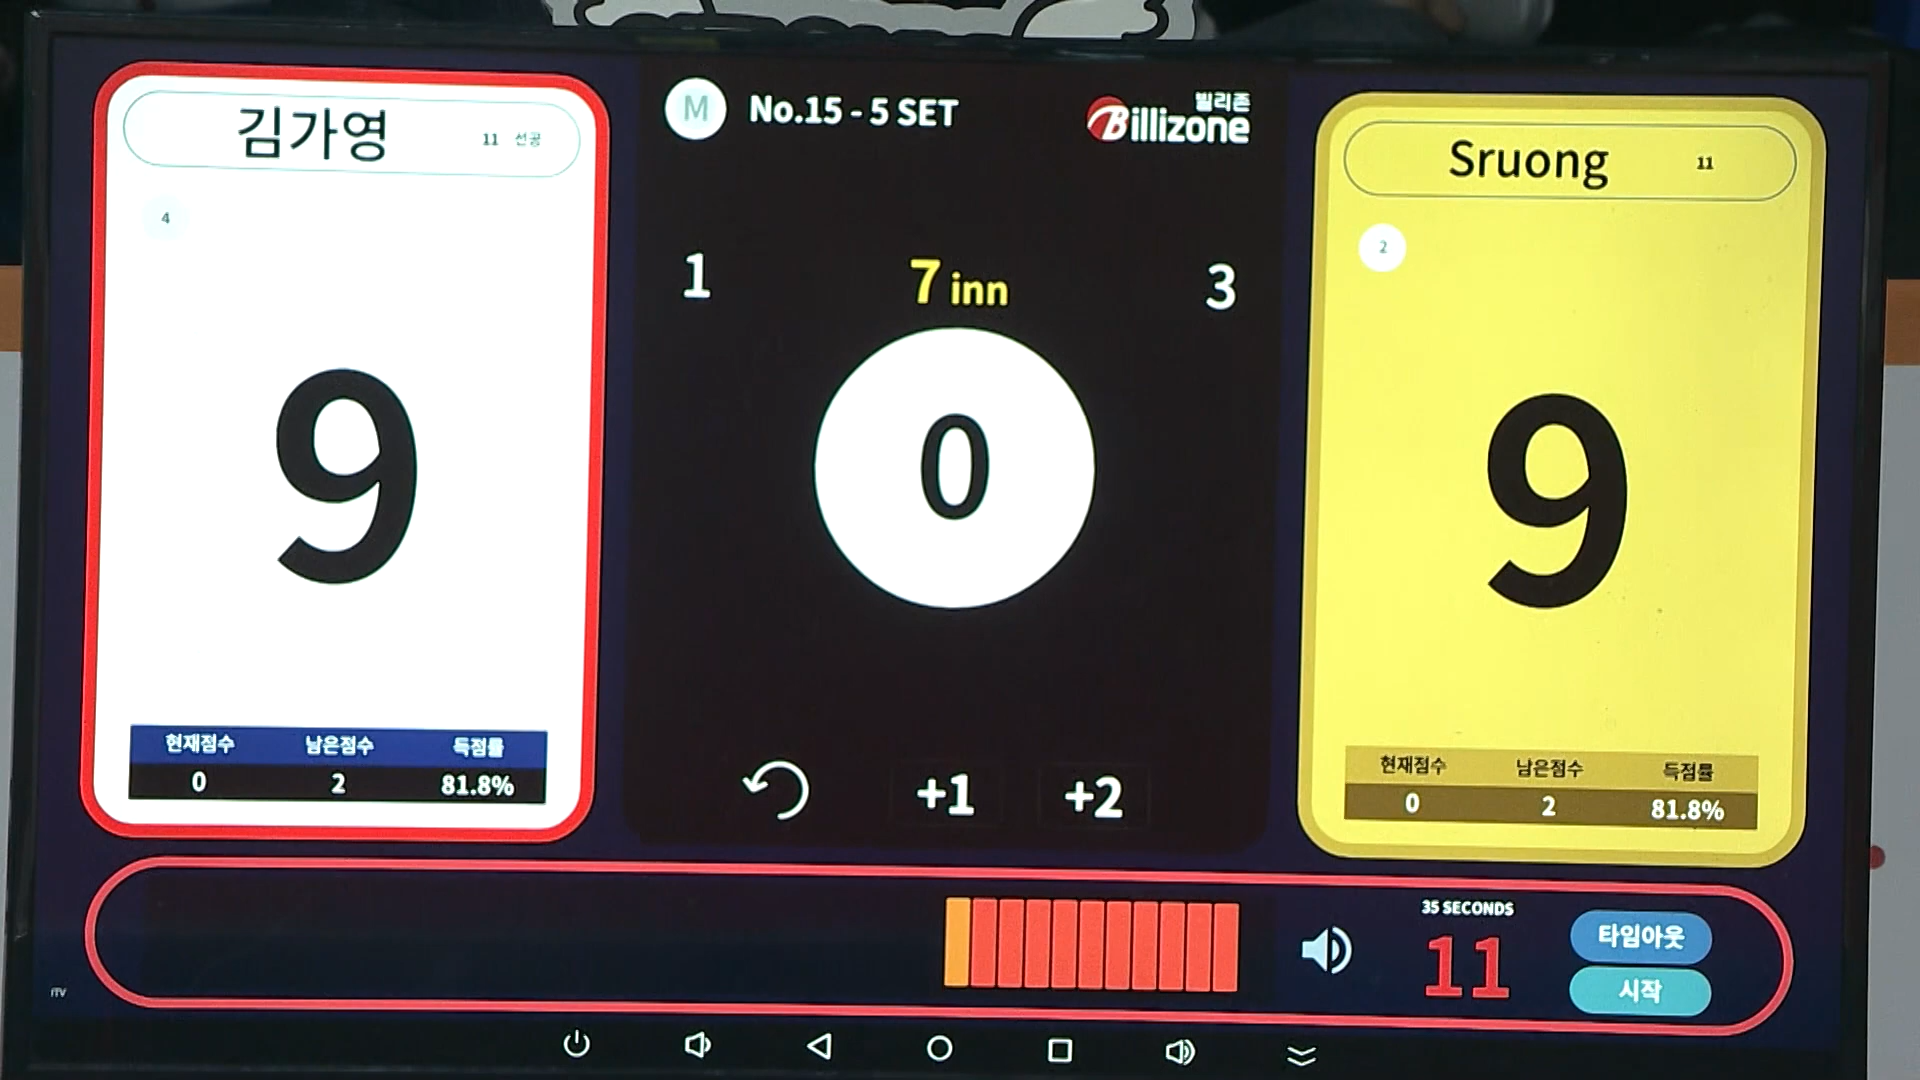 김가영 11 선공
4
9
현재점수 남은점수 득점률
0 2 81.8%
M No.15 - 5 SET
빌리존
Billizone
1 7 inn 3
0
+1 +2
Sruong 11
2
9
현재점수 남은점수 득점률
0 2 81.8%
35 SECONDS
11
타임아웃
시작
iTV